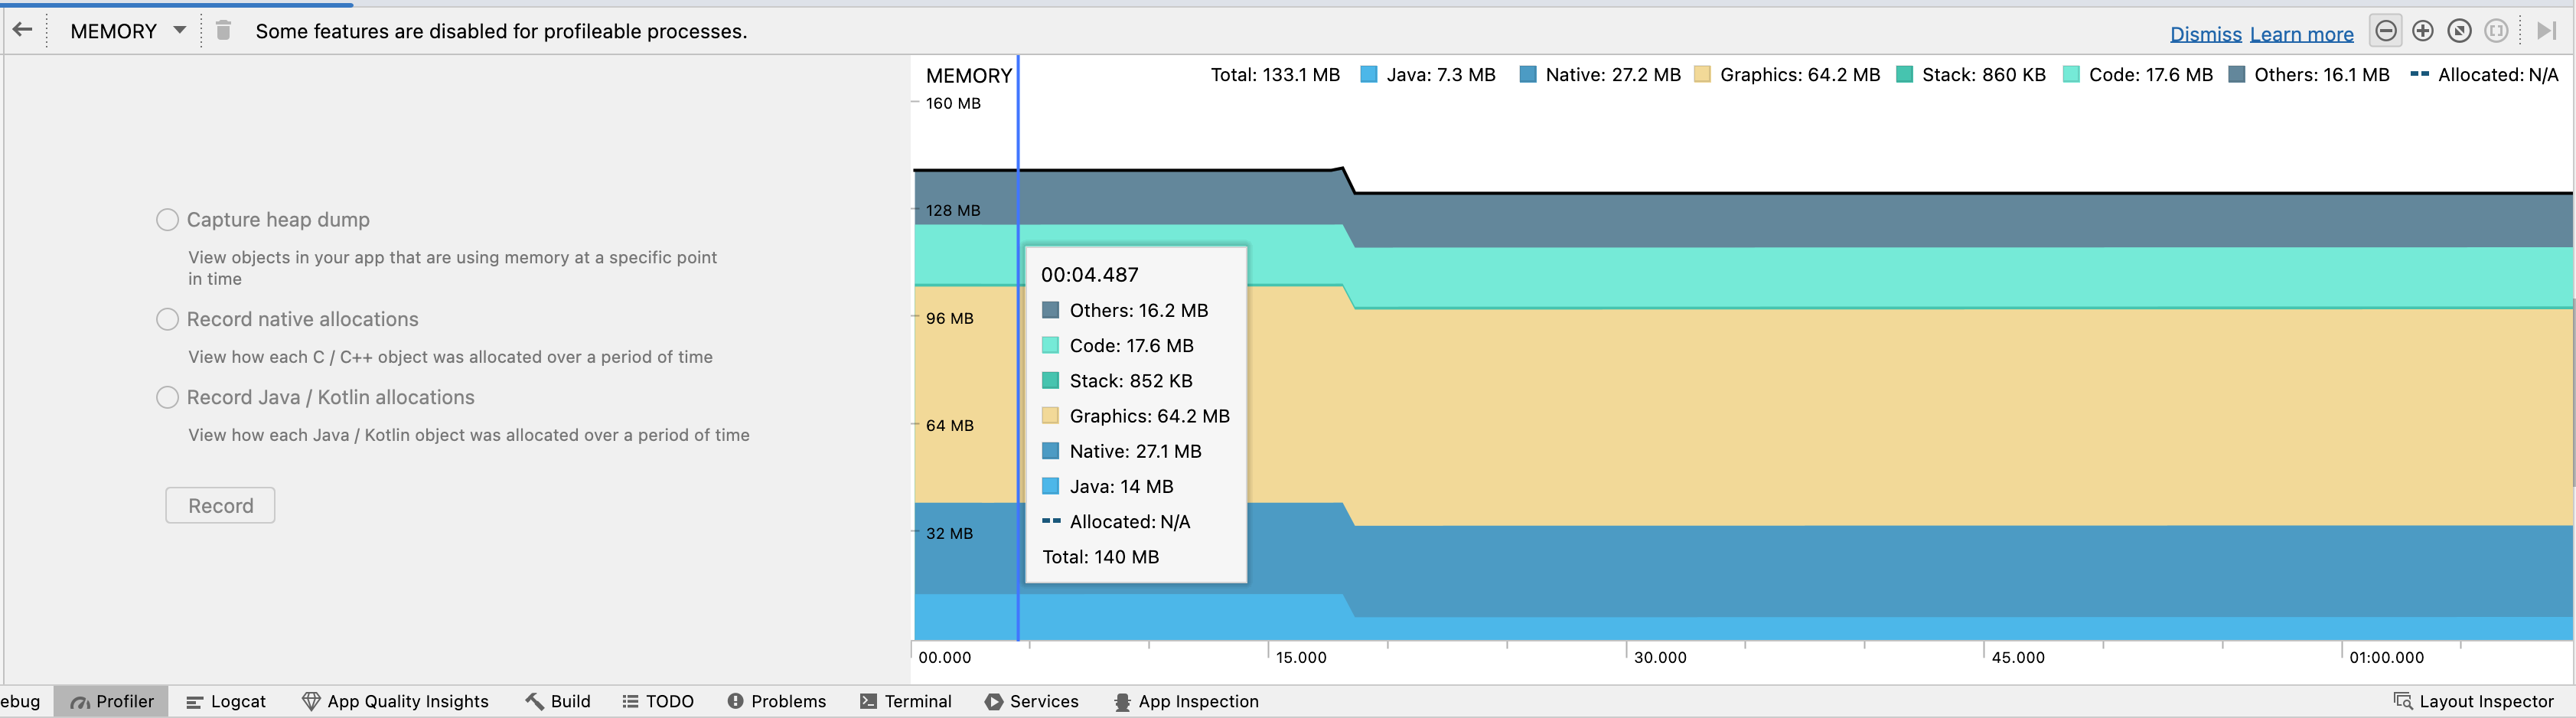 MEMORY
Some features are disabled for profileable processes.
Dismiss Learn more
Capture heap dump
View objects in your app that are using memory at a specific point
in time
Record native allocations
View how each C / C++ object was allocated over a period of time
Record Java / Kotlin allocations
View how each Java / Kotlin object was allocated over a period of time
Record
MEMORY
Total: 133.1 MB Java: 7.3 MB Native: 27.2 MB Graphics: 64.2 MB Stack: 860 KB Code: 17.6 MB Others: 16.1 MB Allocated: N/A
160 MB
128 MB
96 MB
64 MB
32 MB
00:04.487
Others: 16.2 MB
Code: 17.6 MB
Stack: 852 KB
Graphics: 64.2 MB
Native: 27.1 MB
Java: 14 MB
Allocated: N/A
Total: 140 MB
00.000 15.000 30.000 45.000 01:00.000
ebug Profiler Logcat App Quality Insights Build TODO Problems Terminal Services App Inspection Layout Inspector